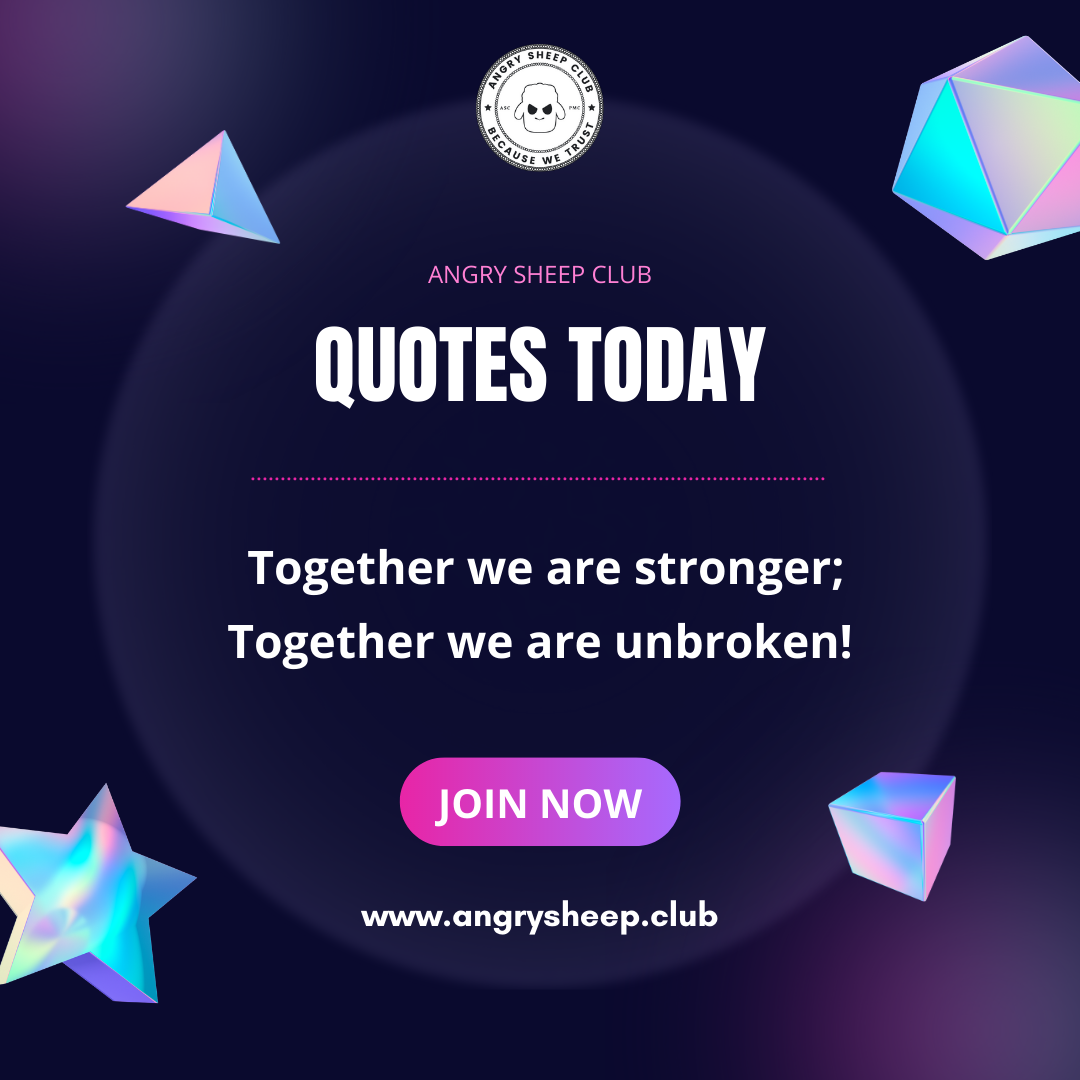 ANGRY SHEEP CLUB
ASC
PMC
BECAUSE WE TRUST
ANGRY SHEEP CLUB
QUOTES TODAY
Together we are stronger;
Together we are unbroken!
JOIN NOW
www.angrysheep.club